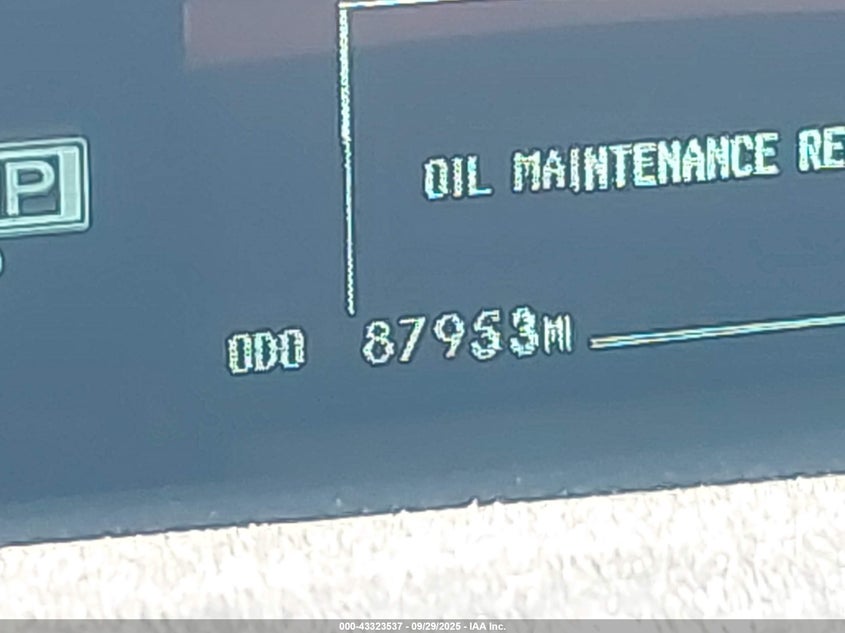 P
OIL MAINTENANCE RE
ODO 87953MI
000-43323537 - 09/29/2025 - IAA Inc.